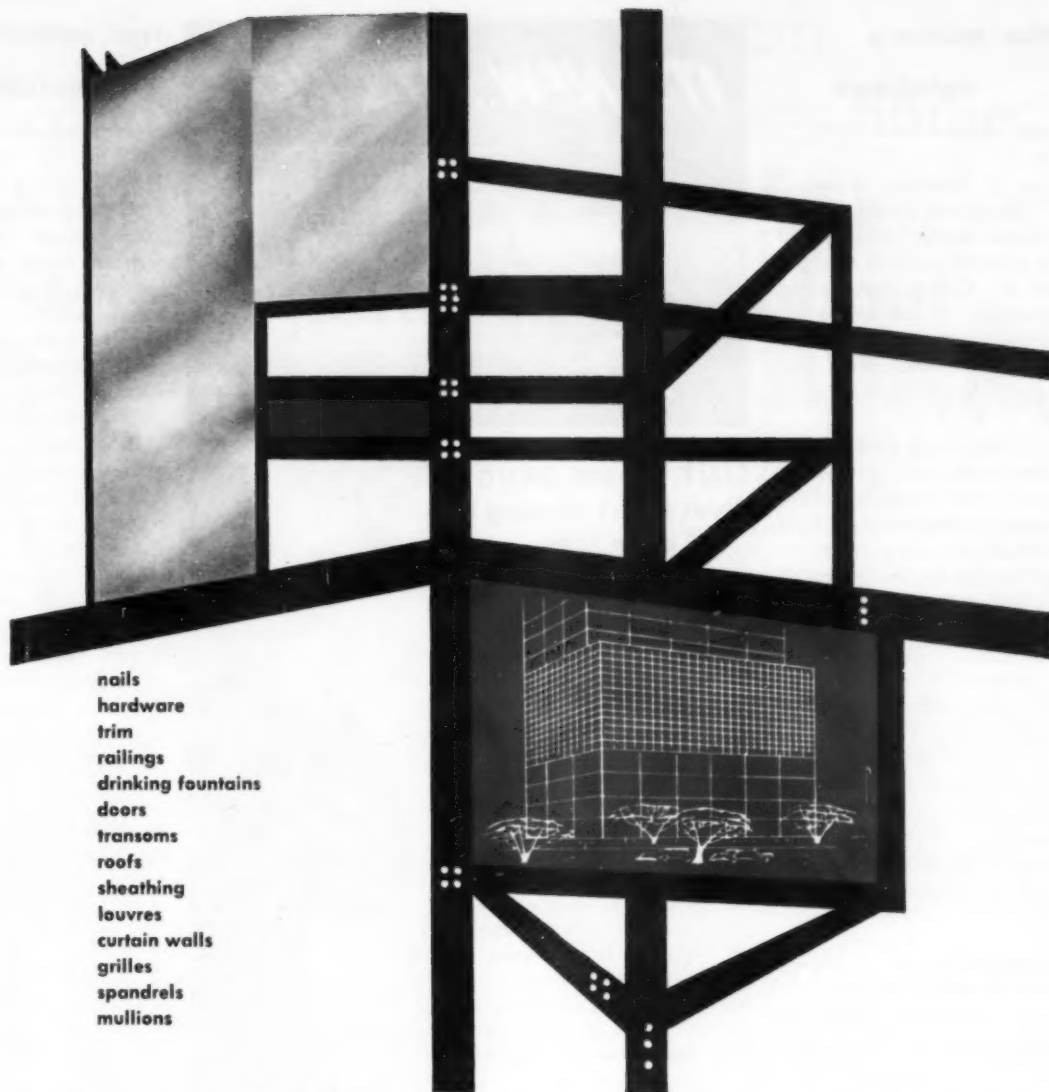 nails
hardware
trim
railings
drinking fountains
doors
transoms
roofs
sheathing
louvres
curtain walls
grilles
spandrels
mullions